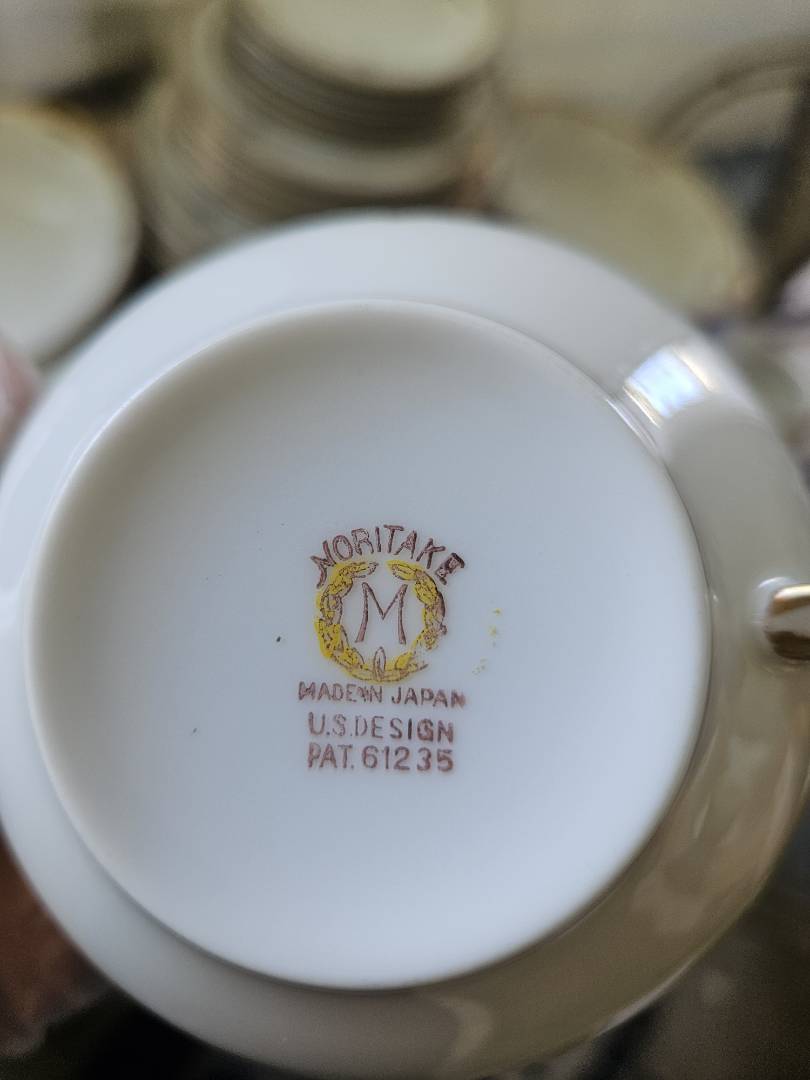 NORITAKE
M
MADE IN JAPAN
U.S.DESIGN
PAT. 61235